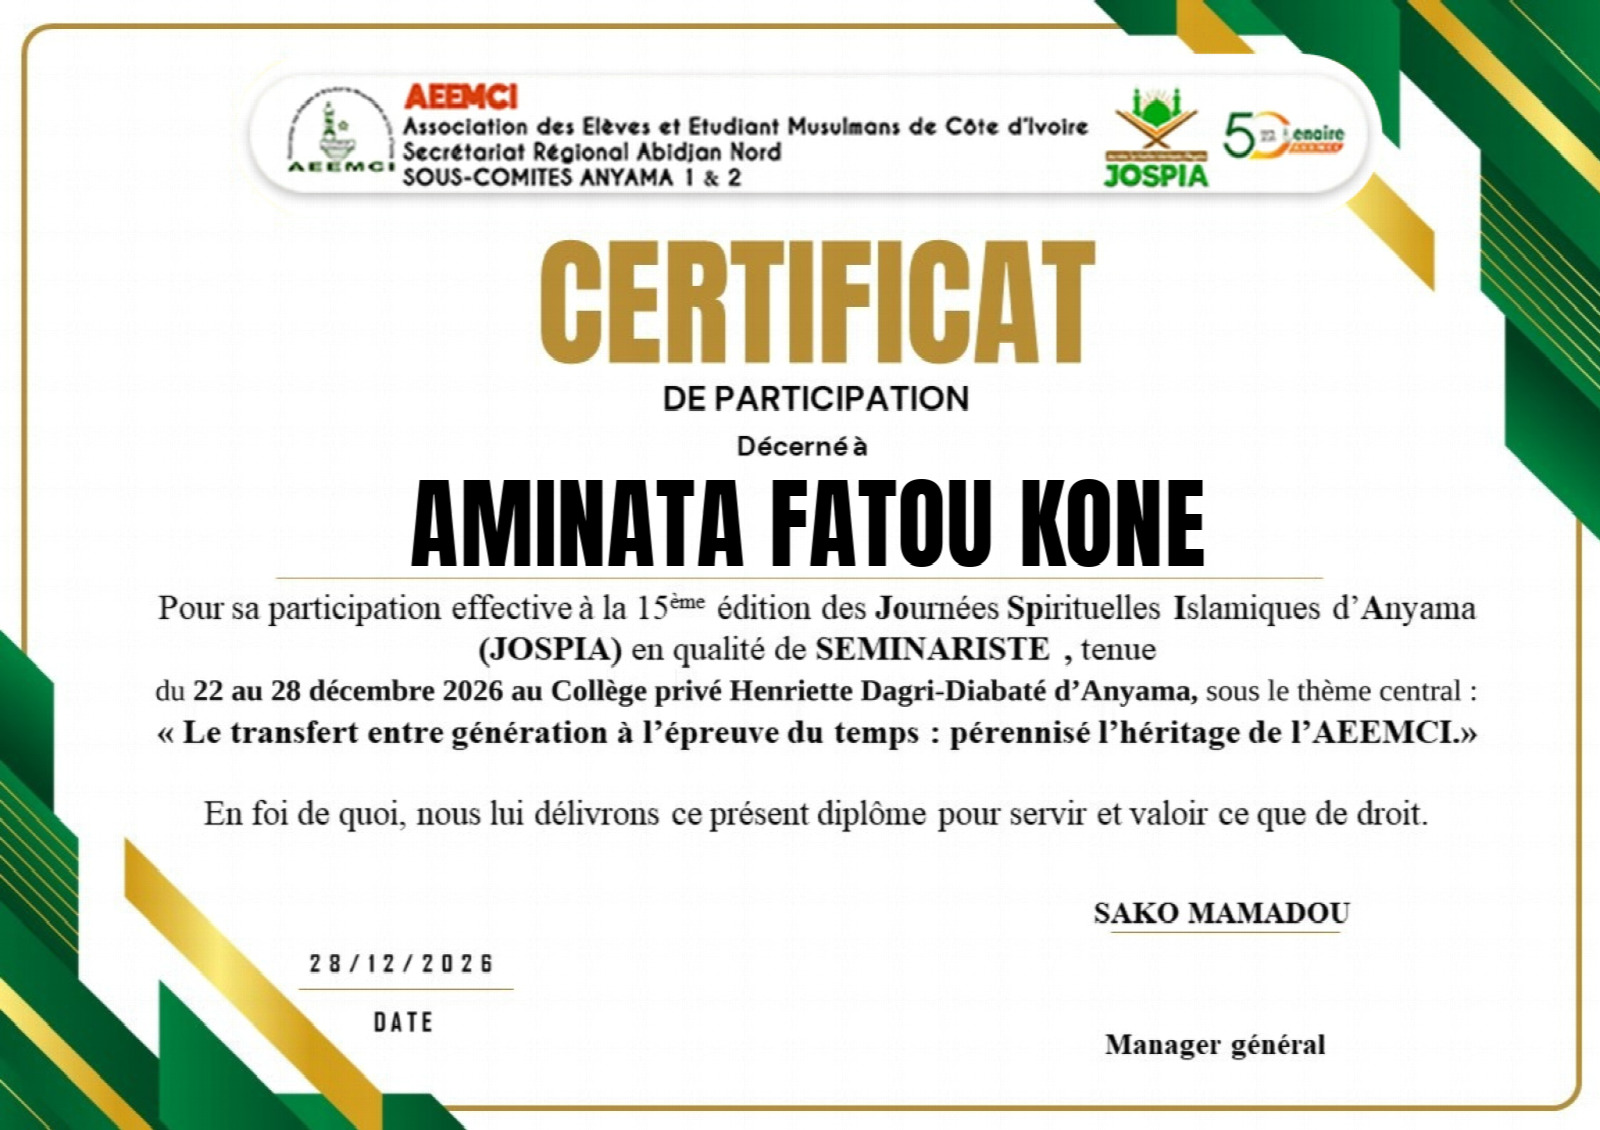 AEEMCI
AEEMCI
Association des Elèves et Etudiant Musulmans de Côte d'Ivoire
Secrétariat Régional Abidjan Nord
SOUS-COMITES ANYAMA 1 & 2
JOSPIA
50 enaire
CERTIFICAT
DE PARTICIPATION
Décerné à
AMINATA FATOU KONE
Pour sa participation effective à la 15ème édition des Journées Spirituelles Islamiques d’Anyama
(JOSPIA) en qualité de SEMINARISTE , tenue
du 22 au 28 décembre 2026 au Collège privé Henriette Dagri-Diabaté d’Anyama, sous le thème central :
« Le transfert entre génération à l’épreuve du temps : pérennisé l’héritage de l’AEEMCI.»
En foi de quoi, nous lui délivrons ce présent diplôme pour servir et valoir ce que de droit.
SAKO MAMADOU
28/12/2026
DATE
Manager général